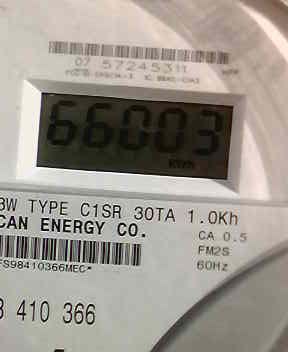 07 57245311
66003
kWh
3W TYPE C1SR 30TA 1.0Kh
CAN ENERGY CO.
CA 0.5
FM2S
60Hz
FS98410366MEC*
410 366